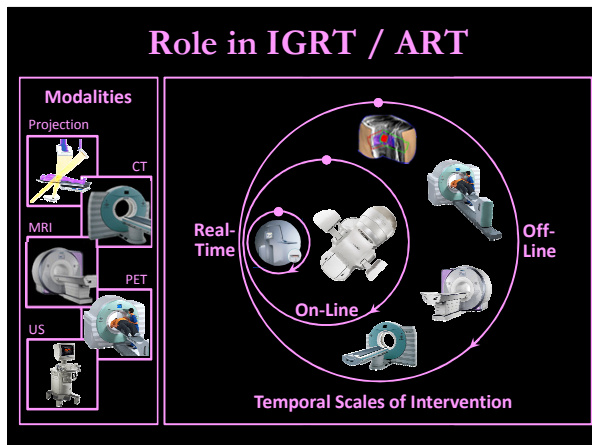 Role in IGRT / ART
Modalities
Projection
CT
MRI
PET
US
Real-
Time
On-Line
Off-
Line
Temporal Scales of Intervention